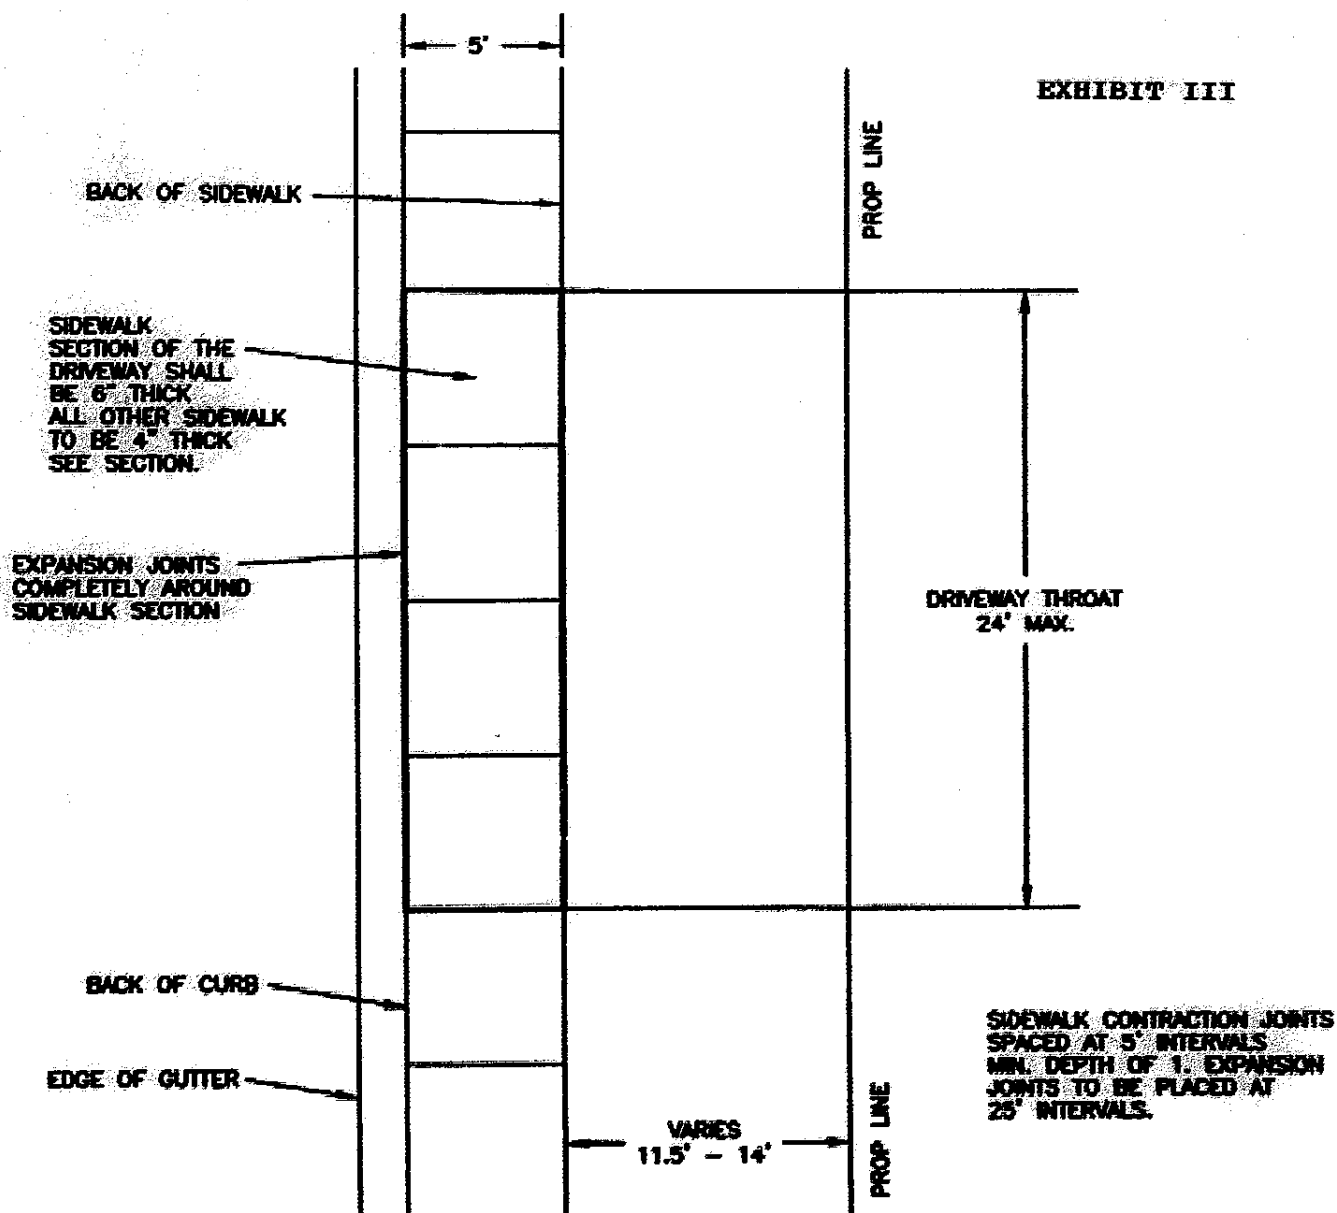 5'
EXHIBIT III
PROP LINE
BACK OF SIDEWALK
SIDEWALK
SECTION OF THE
DRIVEWAY SHALL
BE 6" THICK
ALL OTHER SIDEWALK
TO BE 4" THICK
SEE SECTION.
EXPANSION JOINTS
COMPLETELY AROUND
SIDEWALK SECTION
DRIVEWAY THROAT
24' MAX.
BACK OF CURB
EDGE OF GUTTER
SIDEWALK CONTRACTION JOINTS
SPACED AT 5' INTERVALS
MIN. DEPTH OF 1. EXPANSION
JOINTS TO BE PLACED AT
25' INTERVALS.
VARIES
11.5' - 14'
PROP LINE